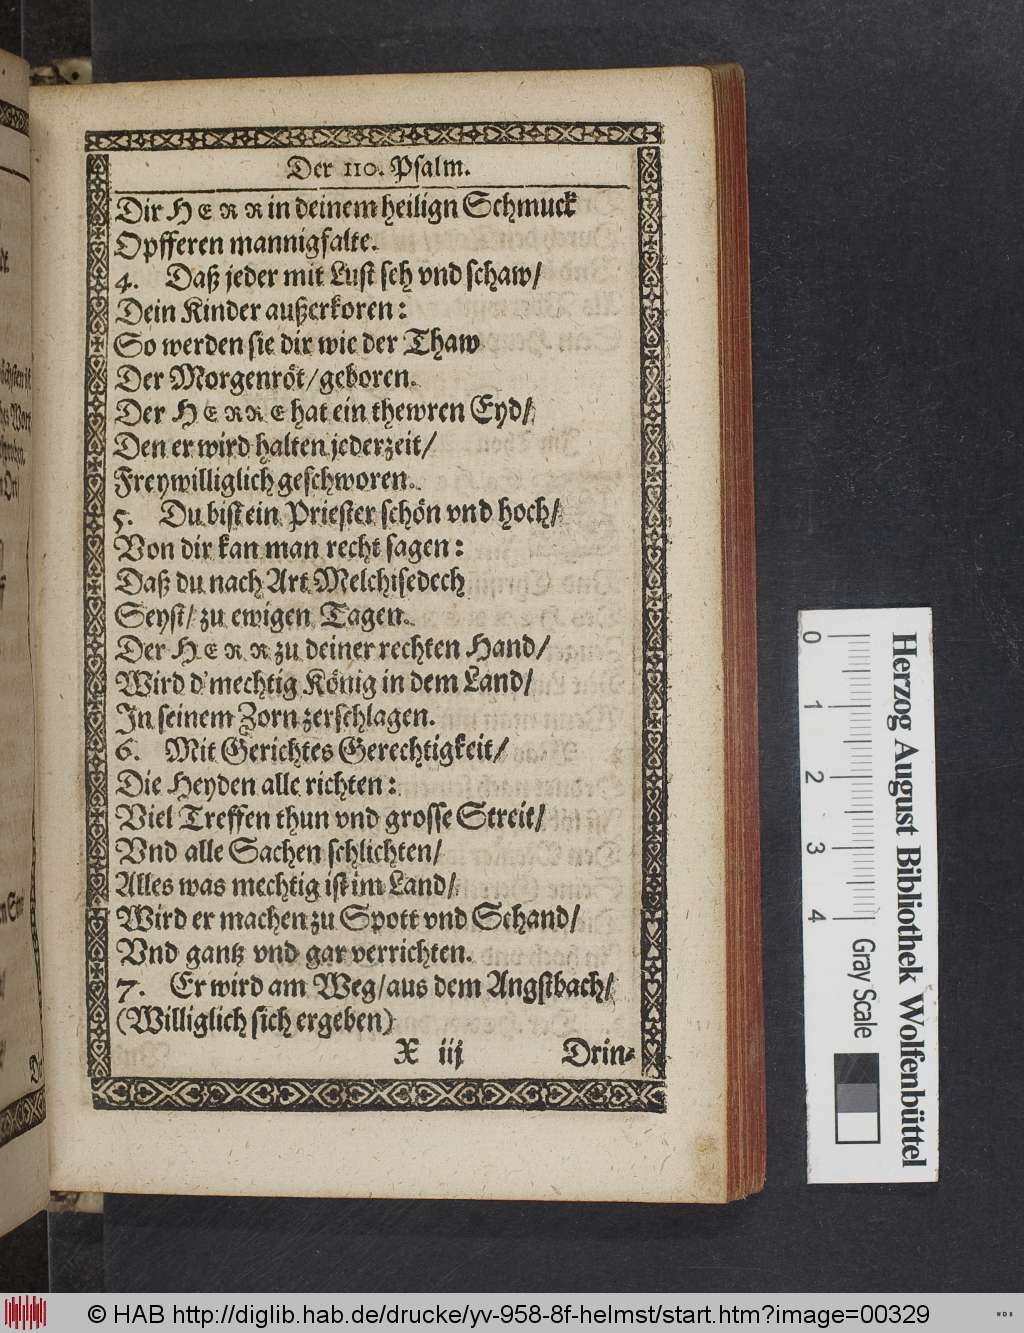 Der 110. Psalm.
Dir HERR in deinem heilign Schmuck
Opfferen mannigfalte.
4. Daß jeder mit Lust seh vnd schaw/
Dein Kinder außerkoren:
So werden sie dir wie der Thaw
Der Morgenröt/geboren.
Der HERRE hat ein thewren Eyd/
Den er wird halten jederzeit/
Freywilliglich geschworen.
5. Du bist ein Priester schön vnd hoch/
Von dir kan man recht sagen:
Daß du nach Art Melchisedech
Seyst/zu ewigen Tagen.
Der HERR zu deiner rechten Hand/
Wird d'mechtig König in dem Land/
In seinem Zorn zerschlagen.
6. Mit Gerichtes Gerechtigkeit/
Die Heyden alle richten:
Viel Treffen thun vnd grosse Streit/
Vnd alle Sachen schlichten/
Alles was mechtig ist im Land/
Wird er machen zu Spott vnd Schand/
Vnd gantz vnd gar verrichten.
7. Er wird am Weg/aus dem Angstbach/
(Williglich sich ergeben)
X iij Drin-
Herzog August Bibliothek Wolfenbüttel
0 1 2 3 4
Gray Scale
© HAB http://diglib.hab.de/drucke/yv-958-8f-helmst/start.htm?image=00329